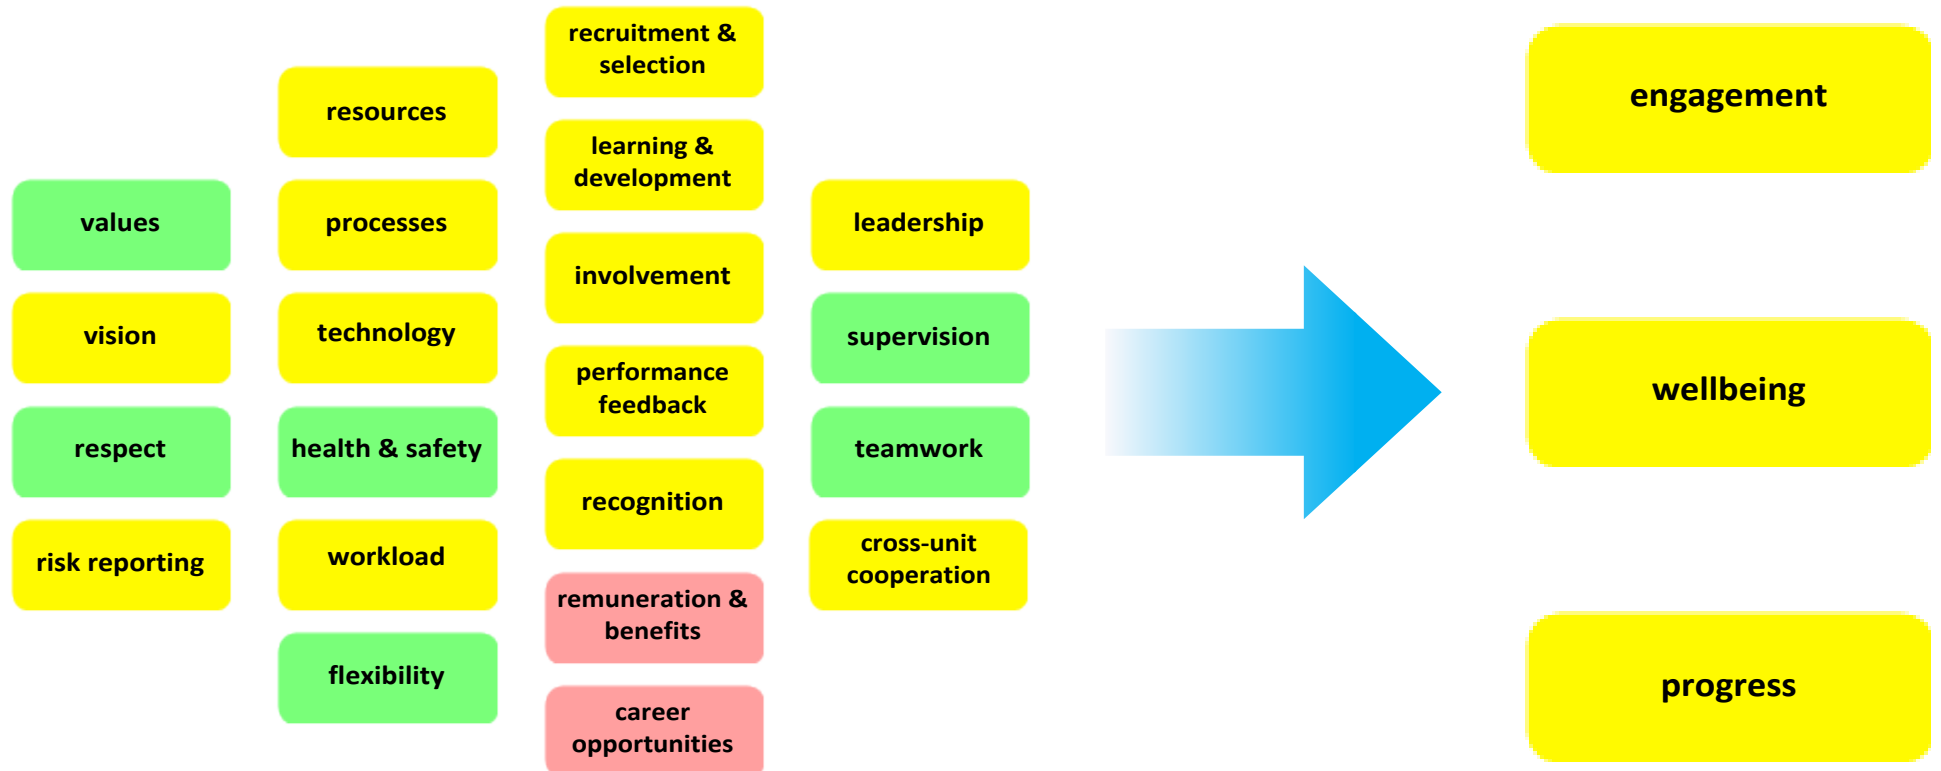 values
vision
respect
risk reporting
resources
processes
technology
health & safety
workload
flexibility
recruitment &
selection
learning &
development
involvement
performance
feedback
recognition
remuneration &
benefits
career
opportunities
leadership
supervision
teamwork
cross-unit
cooperation
engagement
wellbeing
progress